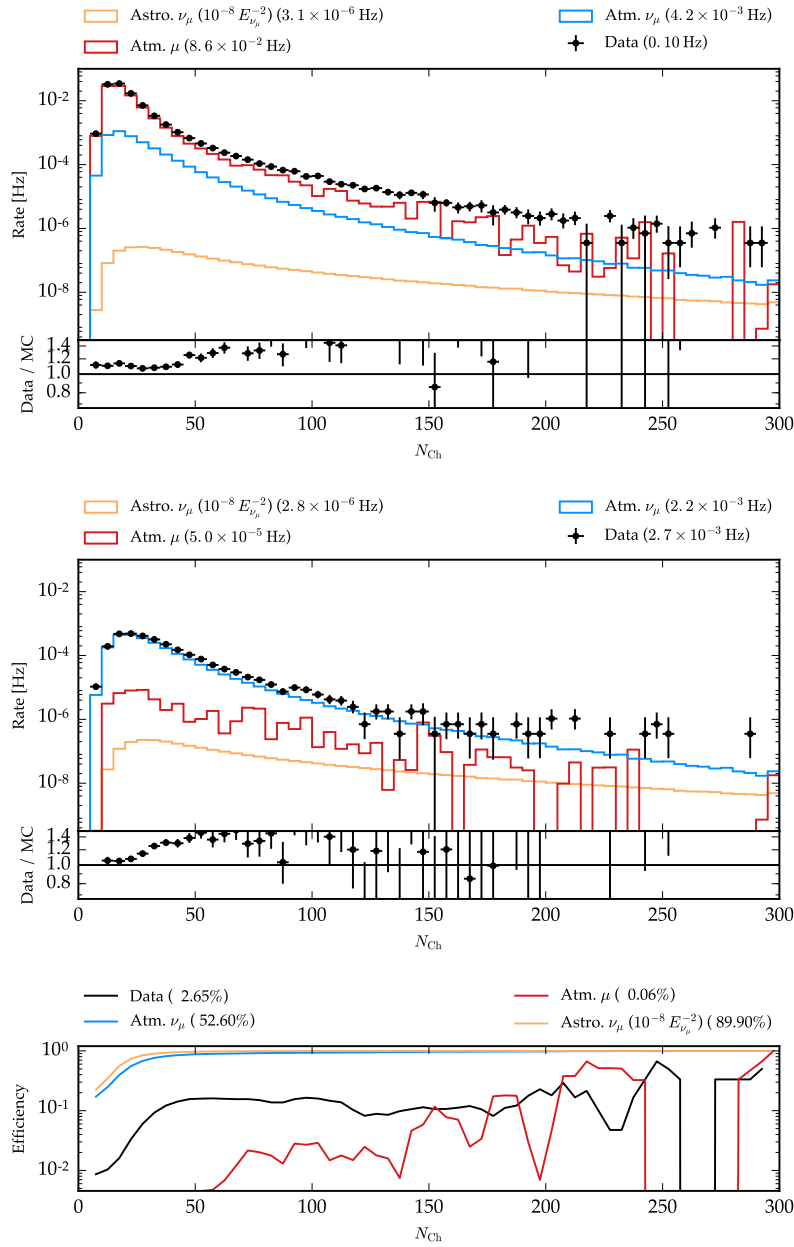 Astro. ν_μ (10⁻⁸ E_{ν_μ}⁻²) (3.1 × 10⁻⁶ Hz)
Atm. ν_μ (4.2 × 10⁻³ Hz)
Atm. μ (8.6 × 10⁻² Hz)
Data (0.10 Hz)
10⁻²
10⁻⁴
10⁻⁶
10⁻⁸
Rate [Hz]
1.4
1.2
1.0
0.8
Data / MC
0 50 100 150 200 250 300
N_Ch
Astro. ν_μ (10⁻⁸ E_{ν_μ}⁻²) (2.8 × 10⁻⁶ Hz)
Atm. ν_μ (2.2 × 10⁻³ Hz)
Atm. μ (5.0 × 10⁻⁵ Hz)
Data (2.7 × 10⁻³ Hz)
10⁻²
10⁻⁴
10⁻⁶
10⁻⁸
Rate [Hz]
1.4
1.2
1.0
0.8
Data / MC
0 50 100 150 200 250 300
N_Ch
Data ( 2.65%)
Atm. μ ( 0.06%)
Atm. ν_μ ( 52.60%)
Astro. ν_μ (10⁻⁸ E_{ν_μ}⁻²) ( 89.90%)
10⁰
10⁻¹
10⁻²
Efficiency
0 50 100 150 200 250 300
N_Ch